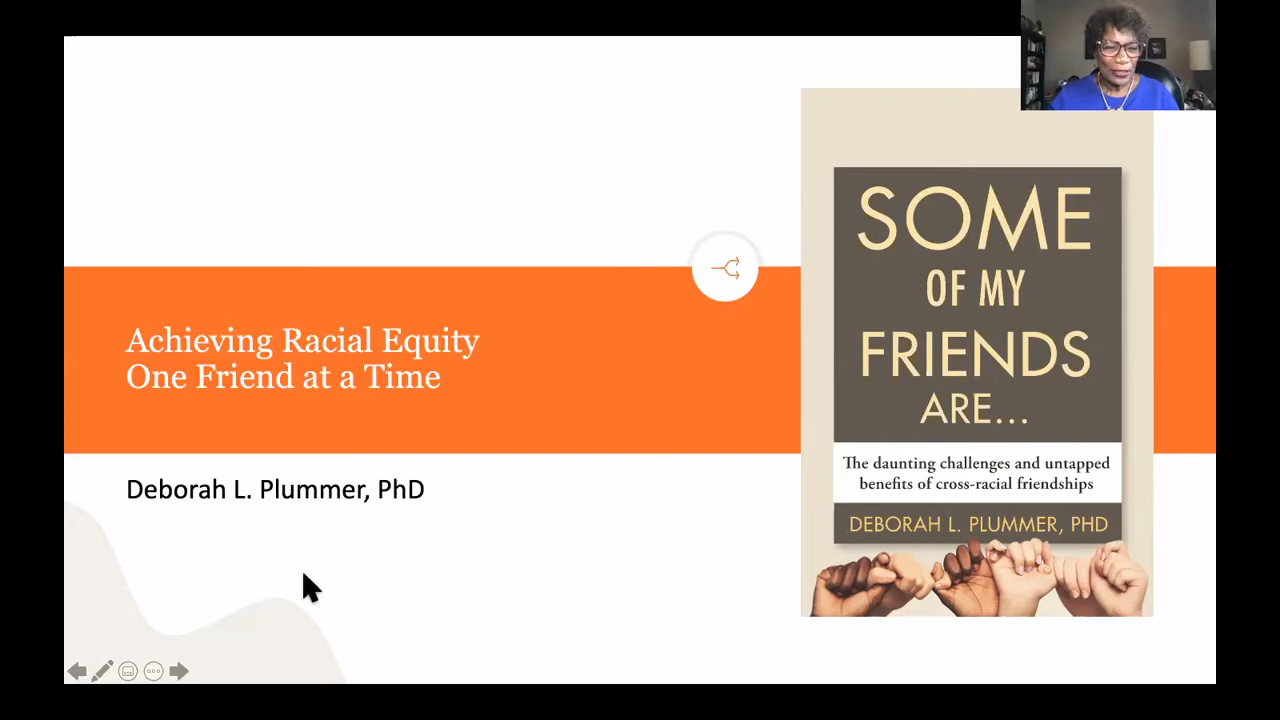 Achieving Racial Equity
One Friend at a Time
Deborah L. Plummer, PhD
SOME
OF MY
FRIENDS
ARE...
The daunting challenges and untapped
benefits of cross-racial friendships
DEBORAH L. PLUMMER, PHD